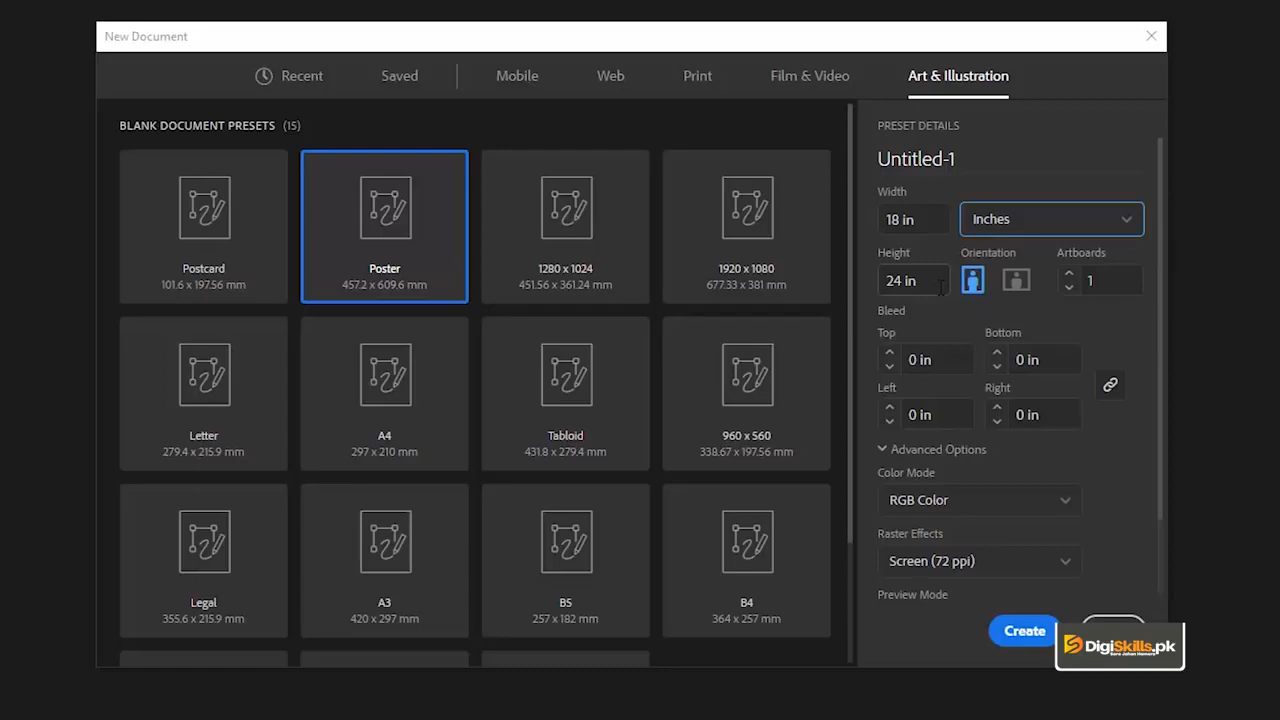 New Document
Recent
Saved
Mobile
Web
Print
Film & Video
Art & Illustration
BLANK DOCUMENT PRESETS (15)
Postcard
101.6 x 197.56 mm
Poster
457.2 x 609.6 mm
1280 x 1024
451.56 x 361.24 mm
1920 x 1080
677.33 x 381 mm
Letter
279.4 x 215.9 mm
A4
297 x 210 mm
Tabloid
431.8 x 279.4 mm
960 x 560
338.67 x 197.56 mm
Legal
355.6 x 215.9 mm
A3
420 x 297 mm
B5
257 x 182 mm
B4
364 x 257 mm
PRESET DETAILS
Untitled-1
Width
18 in
Inches
Height
Orientation
Artboards
24 in
1
Bleed
Top
Bottom
0 in
0 in
Left
Right
0 in
0 in
Advanced Options
Color Mode
RGB Color
Raster Effects
Screen (72 ppi)
Preview Mode
Create
DigiSkills.pk